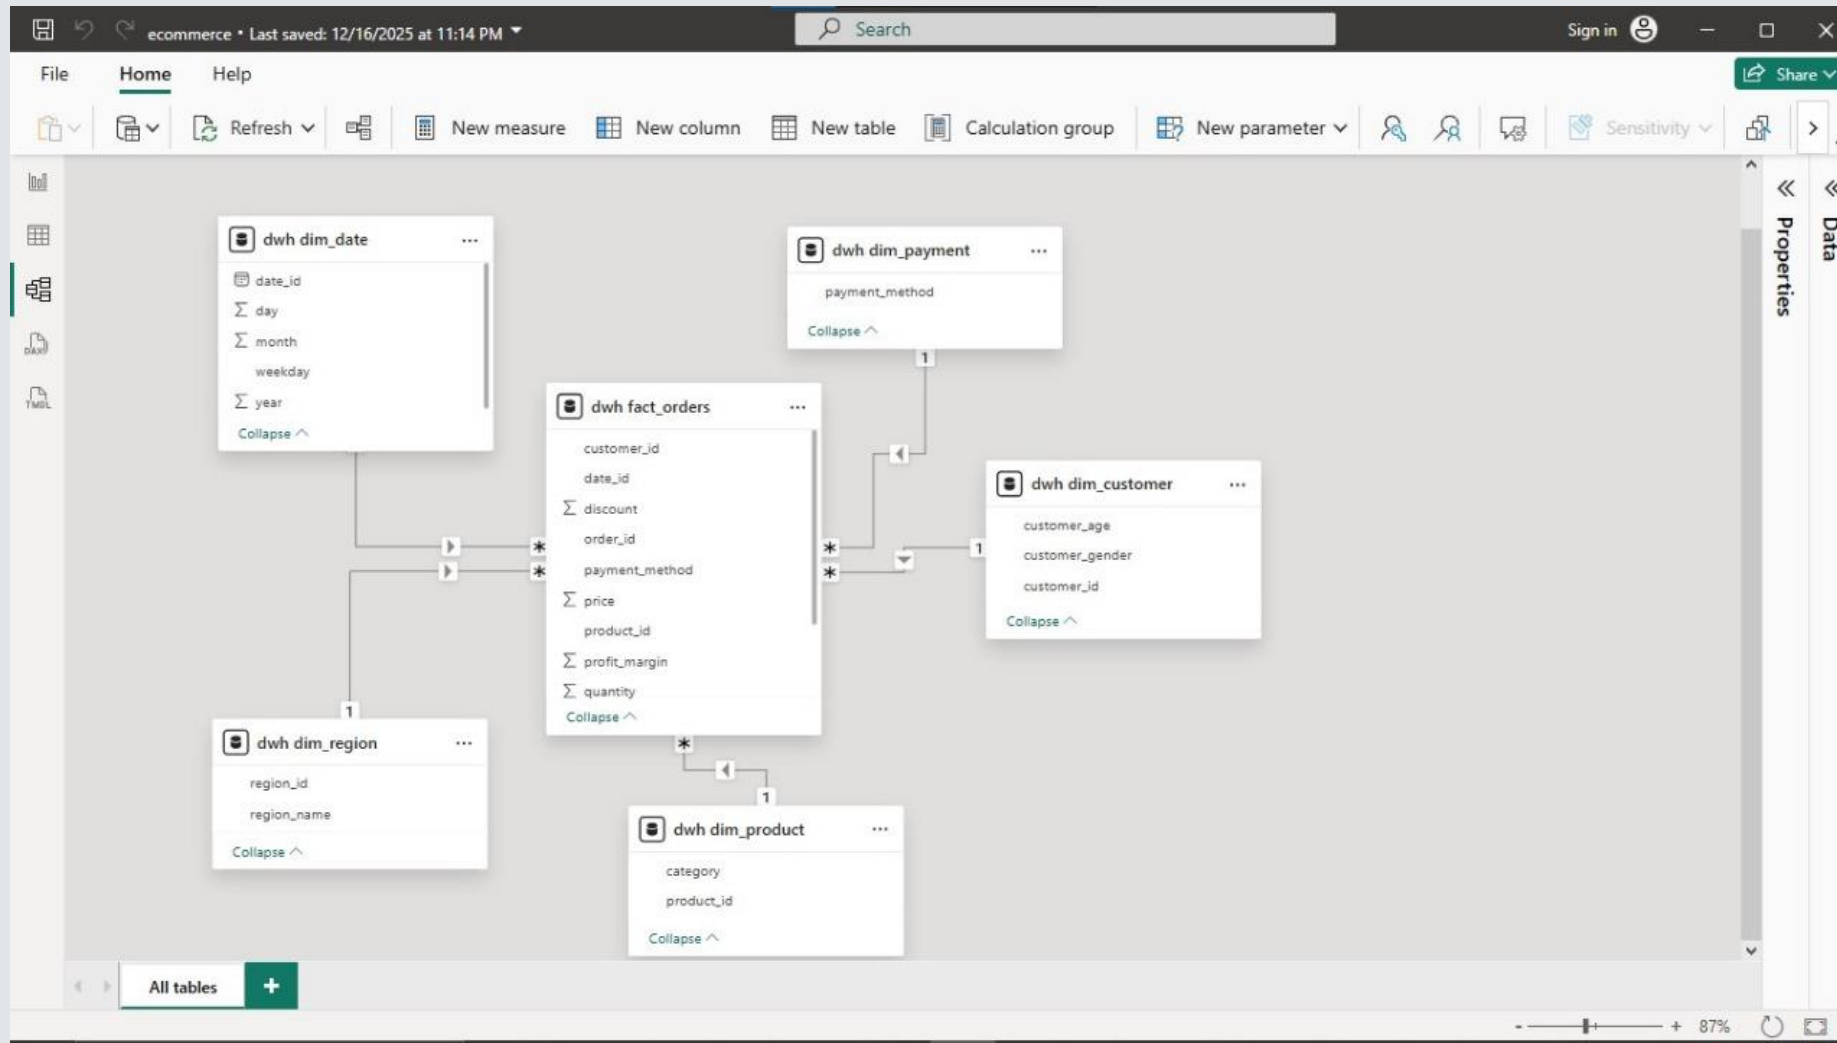 ecommerce • Last saved: 12/16/2025 at 11:14 PM
Search
Sign in
File
Home
Help
Share
Refresh
New measure
New column
New table
Calculation group
New parameter
Sensitivity
DAX
TMDL
Properties
Data
dwh dim_date
date_id
Σ day
Σ month
weekday
Σ year
Collapse
dwh dim_payment
payment_method
Collapse
1
dwh fact_orders
customer_id
date_id
Σ discount
order_id
payment_method
Σ price
product_id
Σ profit_margin
Σ quantity
Collapse
*
*
*
*
*
dwh dim_customer
customer_age
customer_gender
customer_id
Collapse
1
1
dwh dim_region
region_id
region_name
Collapse
1
dwh dim_product
category
product_id
Collapse
All tables
+
- + 87%